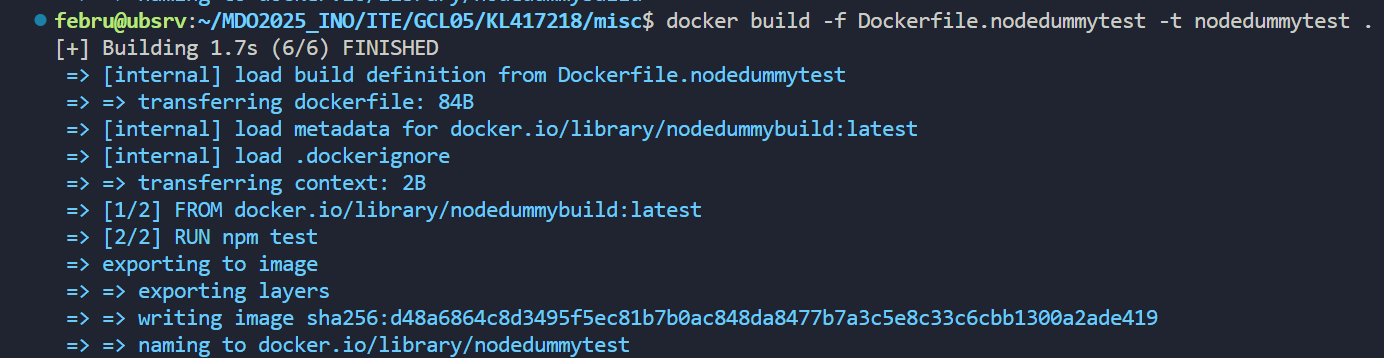 febru@ubsrv:~/MDO2025_INO/ITE/GCL05/KL417218/misc$ docker build -f Dockerfile.nodedummytest -t nodedummytest .
[+] Building 1.7s (6/6) FINISHED
=> [internal] load build definition from Dockerfile.nodedummytest
=> => transferring dockerfile: 84B
=> [internal] load metadata for docker.io/library/nodedummybuild:latest
=> [internal] load .dockerignore
=> => transferring context: 2B
=> [1/2] FROM docker.io/library/nodedummybuild:latest
=> [2/2] RUN npm test
=> exporting to image
=> => exporting layers
=> => writing image sha256:d48a6864c8d3495f5ec81b7b0ac848da8477b7a3c5e8c33c6cbb1300a2ade419
=> => naming to docker.io/library/nodedummytest